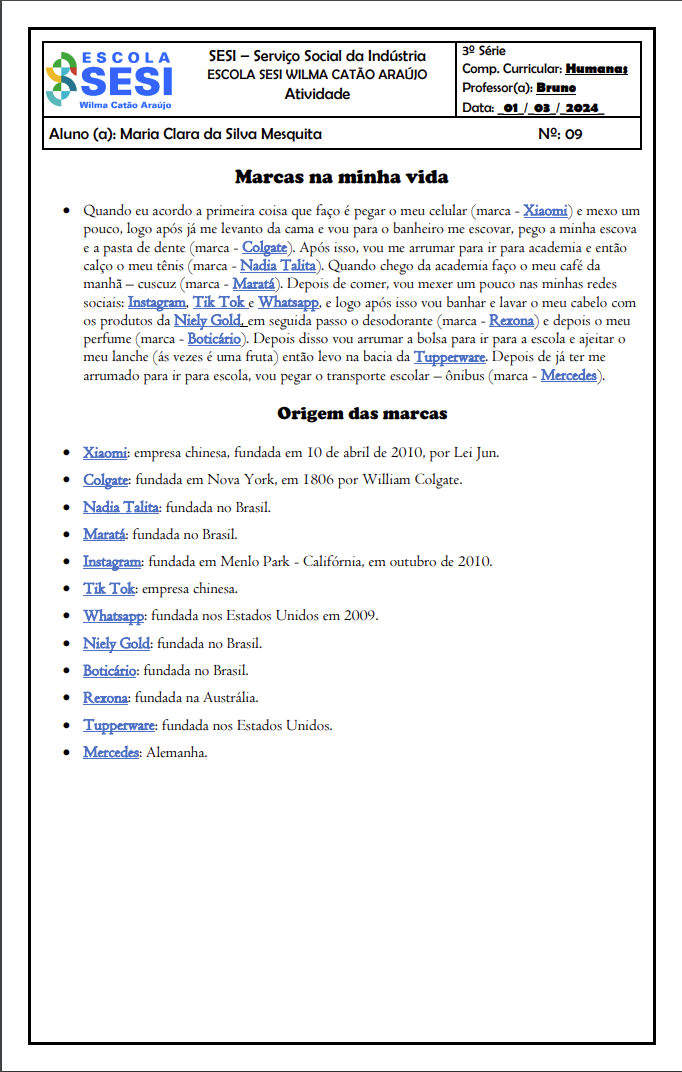 ESCOLA
SESI
Wilma Catão Araújo
SESI – Serviço Social da Indústria
ESCOLA SESI WILMA CATÃO ARAÚJO
Atividade
3º Série
Comp. Curricular: Humanas
Professor(a): Bruno
Data: _01_/_03_/_2024_
Aluno (a): Maria Clara da Silva Mesquita Nº: 09
Marcas na minha vida
• Quando eu acordo a primeira coisa que faço é pegar o meu celular (marca - Xiaomi) e mexo um
pouco, logo após já me levanto da cama e vou para o banheiro me escovar, pego a minha escova
e a pasta de dente (marca - Colgate). Após isso, vou me arrumar para ir para academia e então
calço o meu tênis (marca - Nadia Talita). Quando chego da academia faço o meu café da
manhã – cuscuz (marca - Maratá). Depois de comer, vou mexer um pouco nas minhas redes
sociais: Instagram, Tik Tok e Whatsapp, e logo após isso vou banhar e lavar o meu cabelo com
os produtos da Niely Gold, em seguida passo o desodorante (marca - Rexona) e depois o meu
perfume (marca - Boticário). Depois disso vou arrumar a bolsa para ir para a escola e ajeitar o
meu lanche (ás vezes é uma fruta) então levo na bacia da Tupperware. Depois de já ter me
arrumado para ir para escola, vou pegar o transporte escolar – ônibus (marca - Mercedes).
Origem das marcas
• Xiaomi: empresa chinesa, fundada em 10 de abril de 2010, por Lei Jun.
• Colgate: fundada em Nova York, em 1806 por William Colgate.
• Nadia Talita: fundada no Brasil.
• Maratá: fundada no Brasil.
• Instagram: fundada em Menlo Park - Califórnia, em outubro de 2010.
• Tik Tok: empresa chinesa.
• Whatsapp: fundada nos Estados Unidos em 2009.
• Niely Gold: fundada no Brasil.
• Boticário: fundada no Brasil.
• Rexona: fundada na Austrália.
• Tupperware: fundada nos Estados Unidos.
• Mercedes: Alemanha.